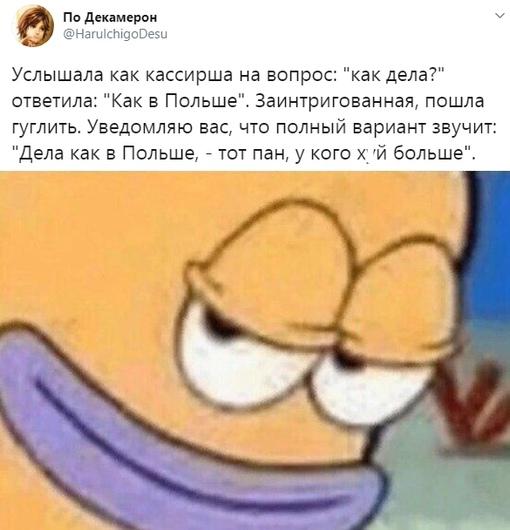 По Декамерон
@HaruIchigoDesu
Услышала как кассирша на вопрос: "как дела?"
ответила: "Как в Польше". Заинтригованная, пошла
гуглить. Уведомляю вас, что полный вариант звучит:
"Дела как в Польше, - тот пан, у кого хуй больше".